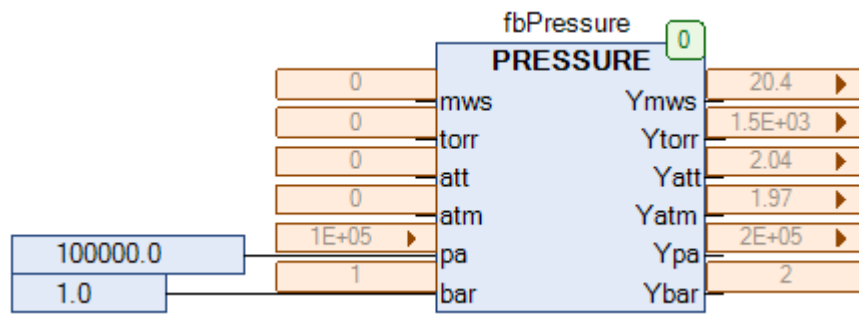 fbPressure
0
PRESSURE
0 mws Ymws 20.4
0 torr Ytorr 1.5E+03
0 att Yatt 2.04
0 atm Yatm 1.97
100000.0 1E+05 pa Ypa 2E+05
1.0 1 bar Ybar 2